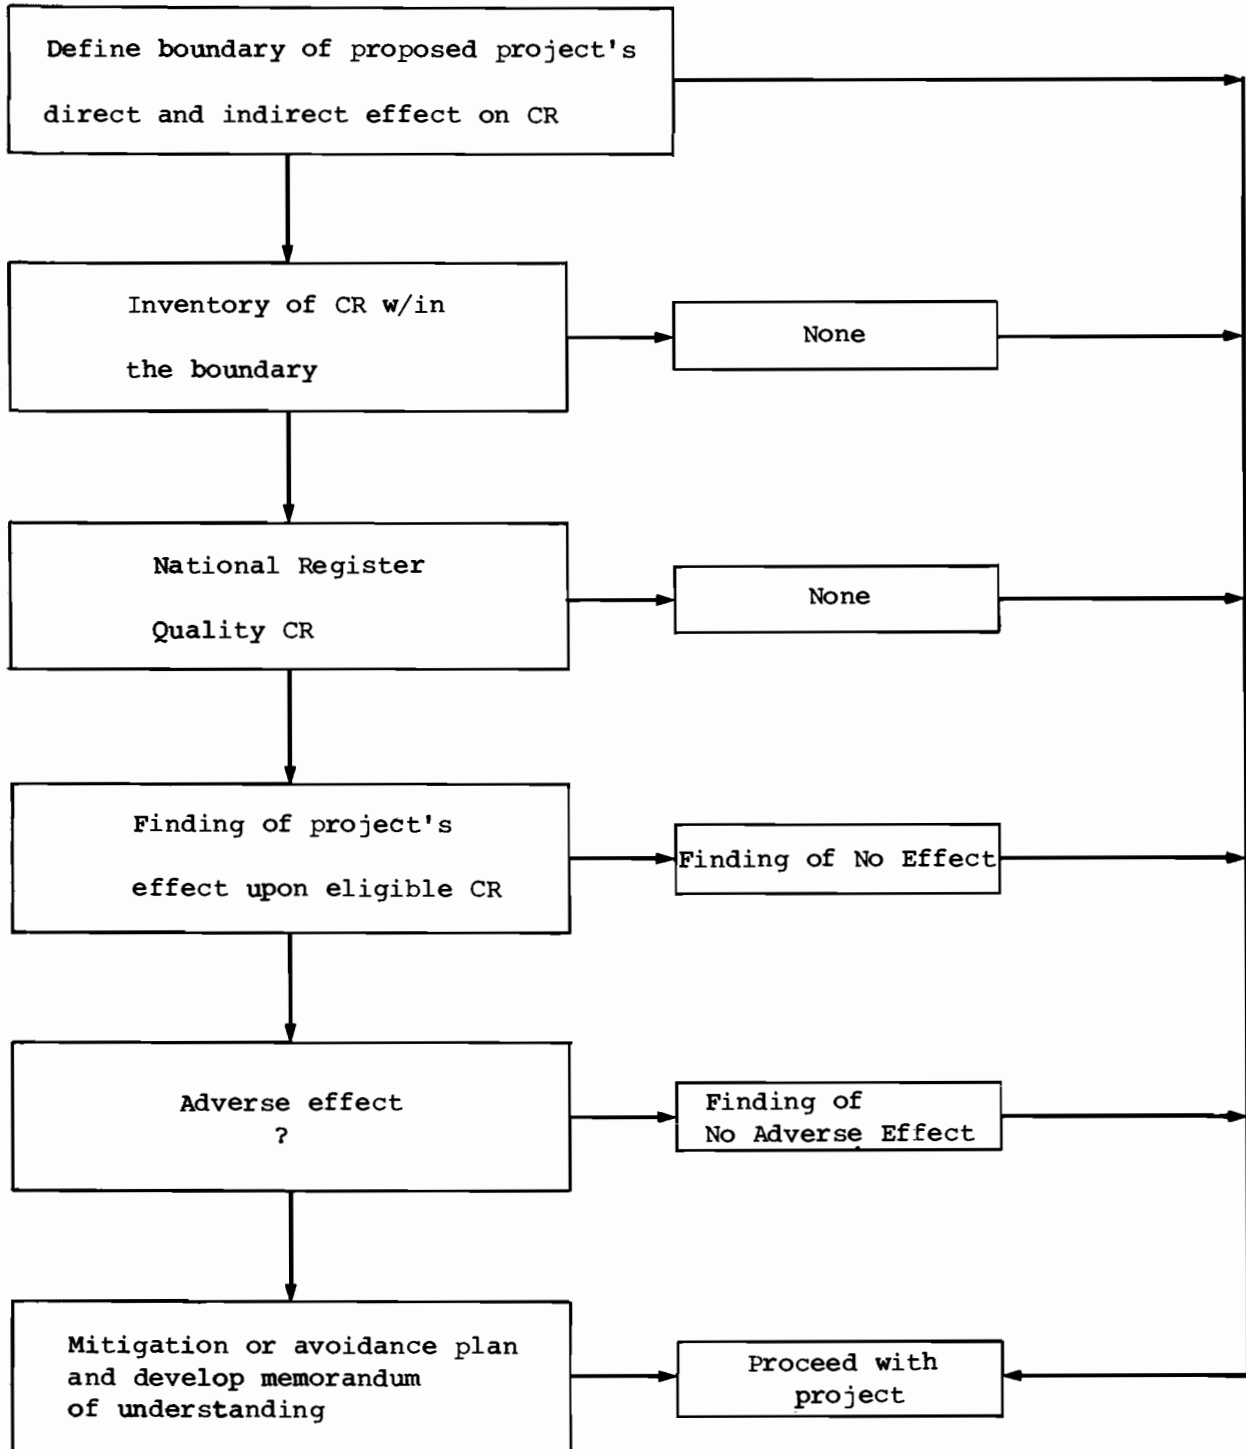 Define boundary of proposed project's
direct and indirect effect on CR
Inventory of CR w/in
the boundary
None
National Register
Quality CR
None
Finding of project's
effect upon eligible CR
Finding of No Effect
Adverse effect
?
Finding of
No Adverse Effect
Mitigation or avoidance plan
and develop memorandum
of understanding
Proceed with
project